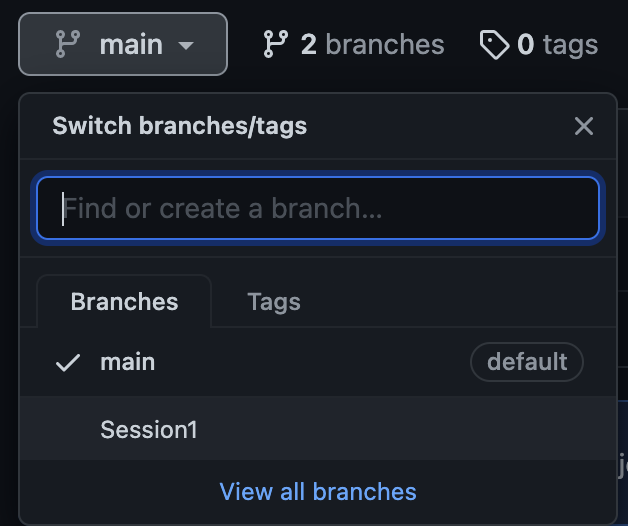 main 2 branches 0 tags
Switch branches/tags
Find or create a branch...
Branches Tags
main default
Session1
View all branches